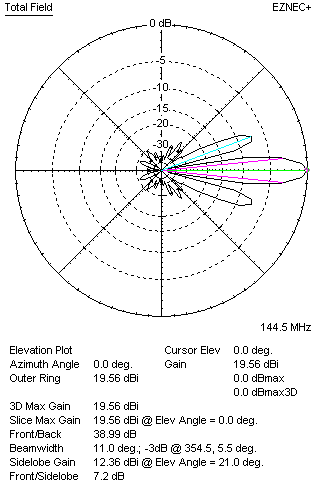 Total Field
EZNEC+
0 dB
-5
-10
-15
-20
-30
144.5 MHz
Elevation Plot
Cursor Elev 0.0 deg.
Azimuth Angle 0.0 deg.
Gain 19.56 dBi
Outer Ring 19.56 dBi
0.0 dBmax
0.0 dBmax3D
3D Max Gain 19.56 dBi
Slice Max Gain 19.56 dBi @ Elev Angle = 0.0 deg.
Front/Back 38.99 dB
Beamwidth 11.0 deg.; -3dB @ 354.5, 5.5 deg.
Sidelobe Gain 12.36 dBi @ Elev Angle = 21.0 deg.
Front/Sidelobe 7.2 dB